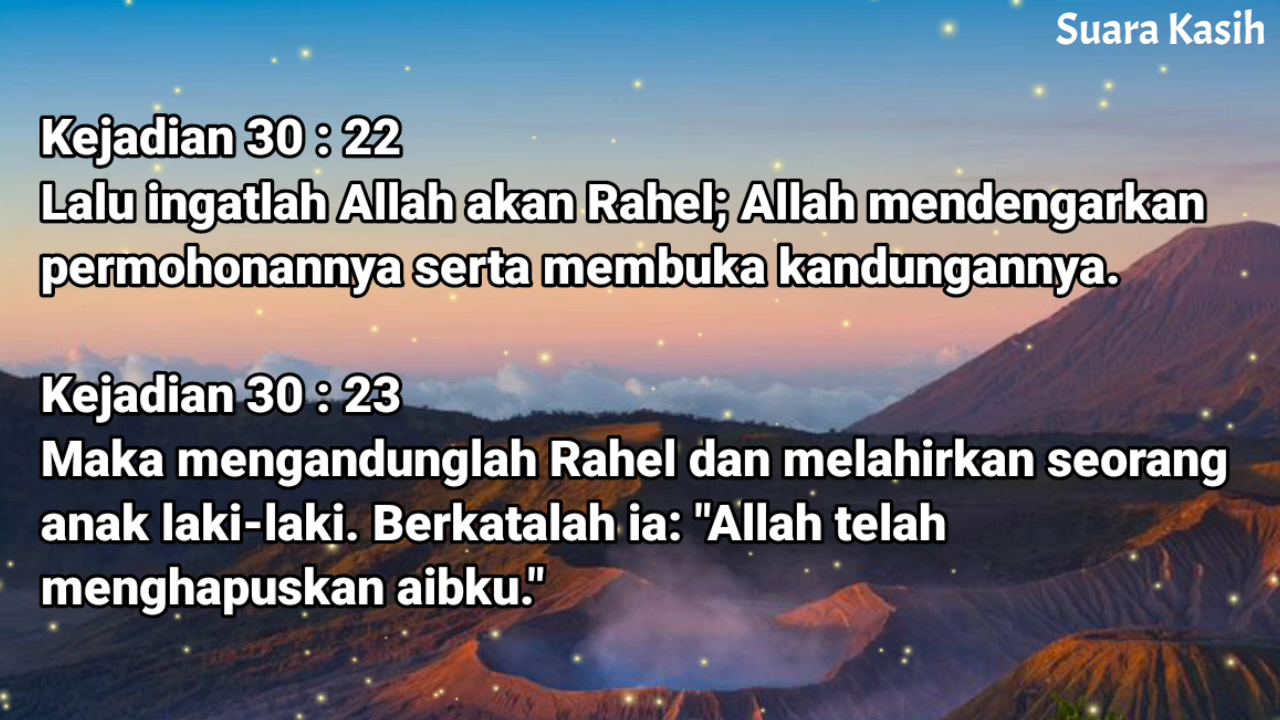 Suara Kasih
Kejadian 30 : 22
Lalu ingatlah Allah akan Rahel; Allah mendengarkan
permohonannya serta membuka kandungannya.
Kejadian 30 : 23
Maka mengandunglah Rahel dan melahirkan seorang
anak laki-laki. Berkatalah ia: "Allah telah
menghapuskan aibku."